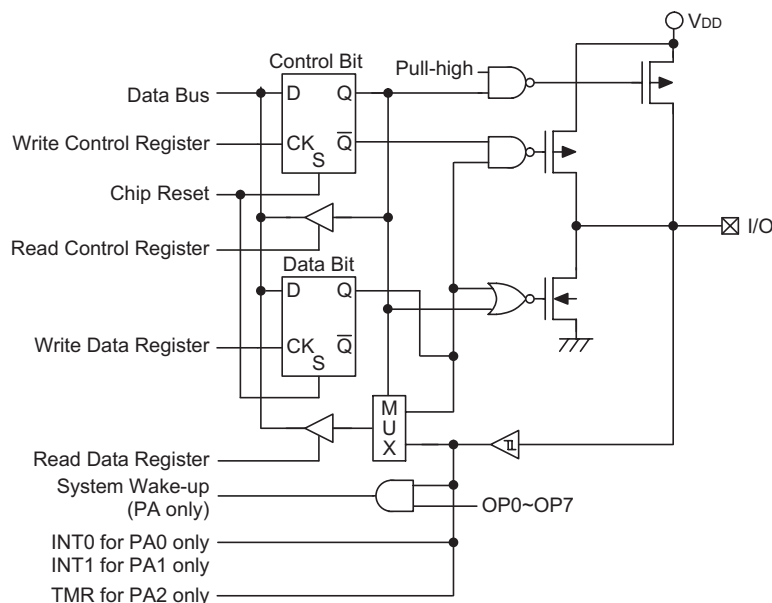 VDD
Control Bit
Pull-high
Data Bus
D
Q
Write Control Register
CK
Q̅
S
Chip Reset
I/O
Read Control Register
Data Bit
D
Q
Write Data Register
CK
Q̅
S
M
U
X
Read Data Register
System Wake-up
(PA only)
OP0~OP7
INT0 for PA0 only
INT1 for PA1 only
TMR for PA2 only